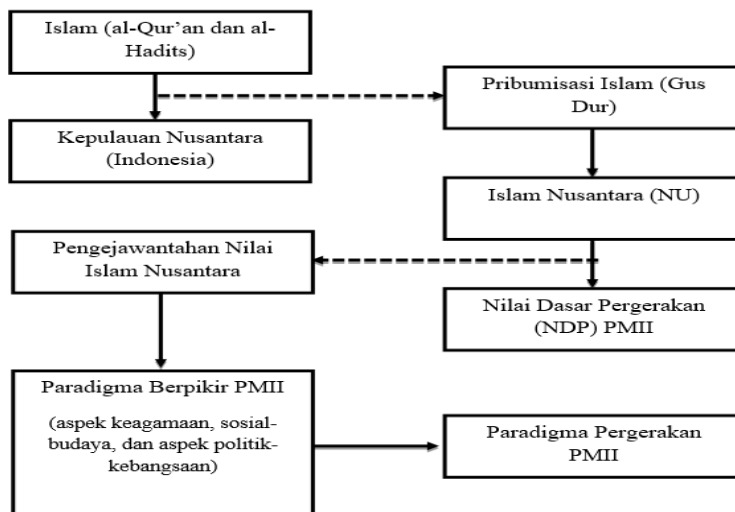 Islam (al-Qur’an dan al-
Hadits)
Pribumisasi Islam (Gus
Dur)
Kepulauan Nusantara
(Indonesia)
Islam Nusantara (NU)
Pengejawantahan Nilai
Islam Nusantara
Nilai Dasar Pergerakan
(NDP) PMII
Paradigma Berpikir PMII
(aspek keagamaan, sosial-
budaya, dan aspek politik-
kebangsaan)
Paradigma Pergerakan
PMII